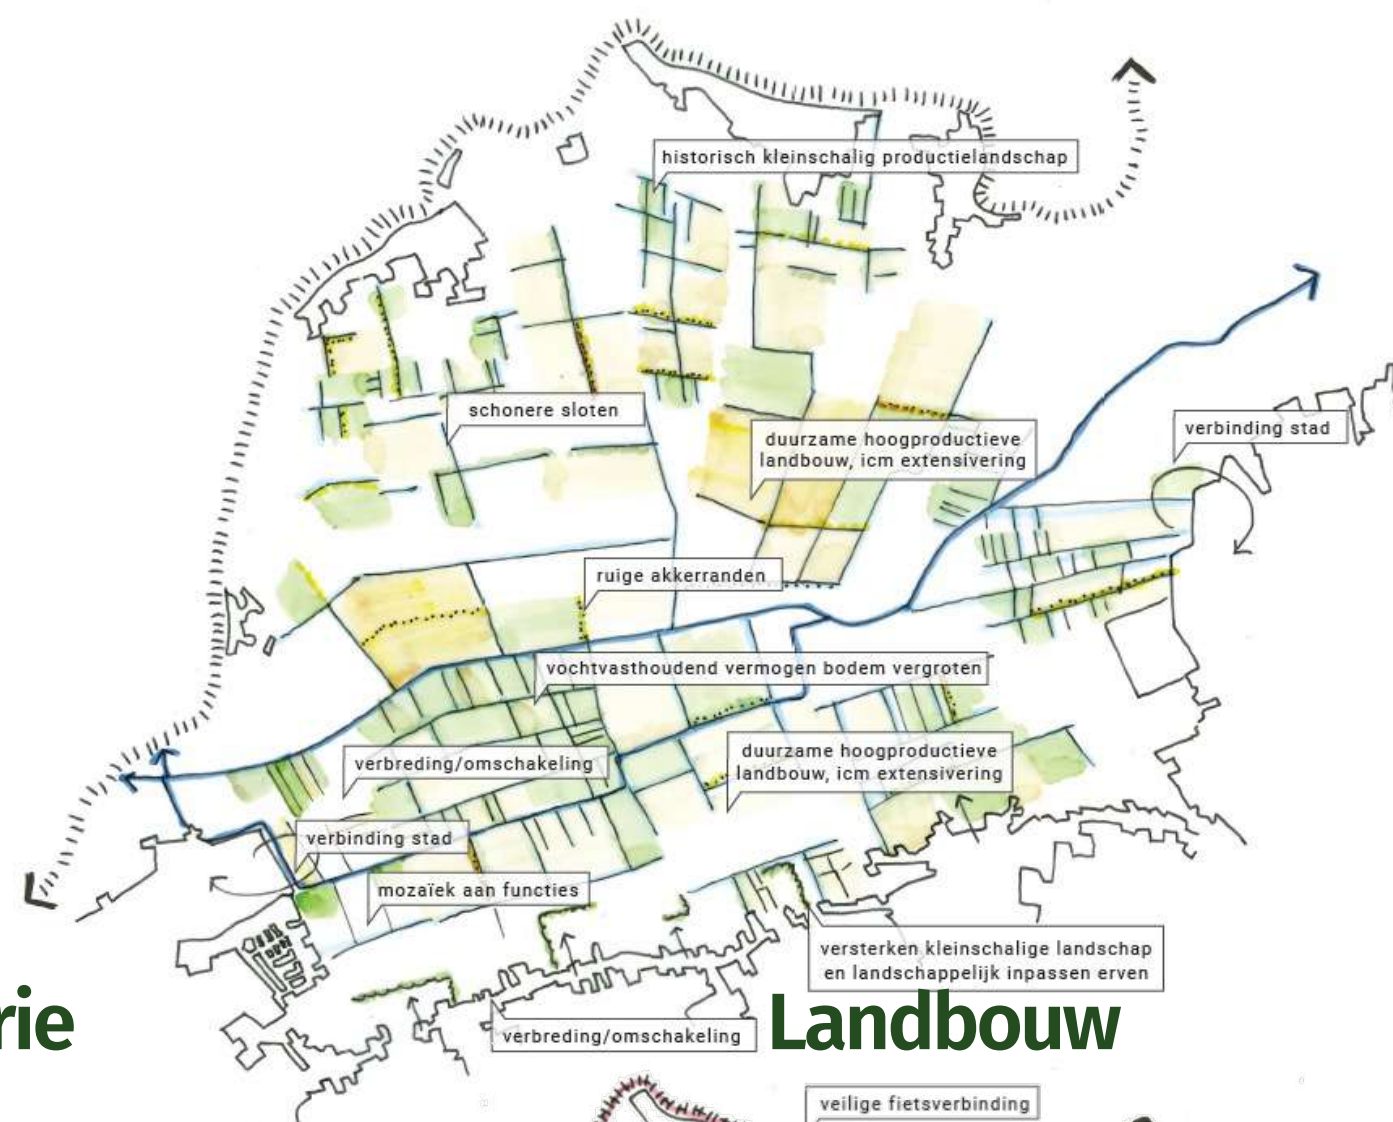 historisch kleinschalig productielandschap
schonere sloten
verbinding stad
duurzame hoogproductieve
landbouw, icm extensivering
ruige akkerranden
vochtvasthoudend vermogen bodem vergroten
verbreding/omschakeling
duurzame hoogproductieve
landbouw, icm extensivering
verbinding stad
mozaïek aan functies
versterken kleinschalige landschap
en landschappelijk inpassen erven
rie
verbreding/omschakeling
Landbouw
veilige fietsverbinding